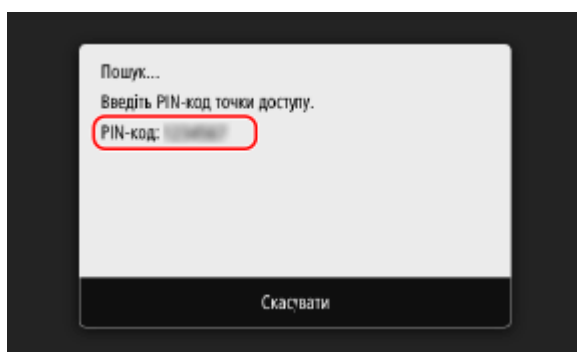 Пошук...
Введіть PIN-код точки доступу.
PIN-код:
Скасувати